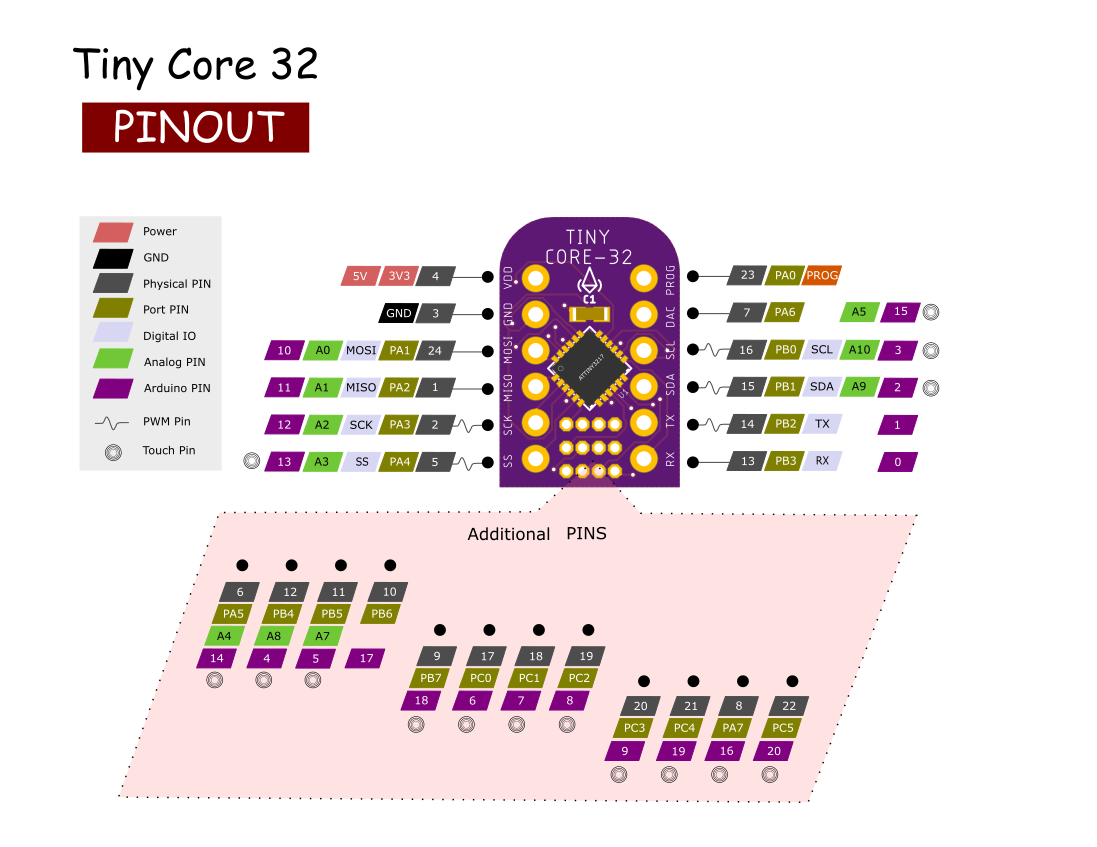 Tiny Core 32
PINOUT
Power
GND
Physical PIN
Port PIN
Digital IO
Analog PIN
Arduino PIN
PWM Pin
Touch Pin
5V 3V3 4
GND 3
10 A0 MOSI PA1 24
11 A1 MISO PA2 1
12 A2 SCK PA3 2
13 A3 SS PA4 5
TINY
CORE-32
C1
ATTINY3217
U1
VDD
GND
MOSI
MISO
SCK
SS
PROG
DAC
SCL
SDA
TX
RX
23 PA0 PROG
7 PA6 A5 15
16 PB0 SCL A10 3
15 PB1 SDA A9 2
14 PB2 TX 1
13 PB3 RX 0
Additional PINS
6 12 11 10
PA5 PB4 PB5 PB6
A4 A8 A7
14 4 5 17
9 17 18 19
PB7 PC0 PC1 PC2
18 6 7 8
20 21 8 22
PC3 PC4 PA7 PC5
9 19 16 20